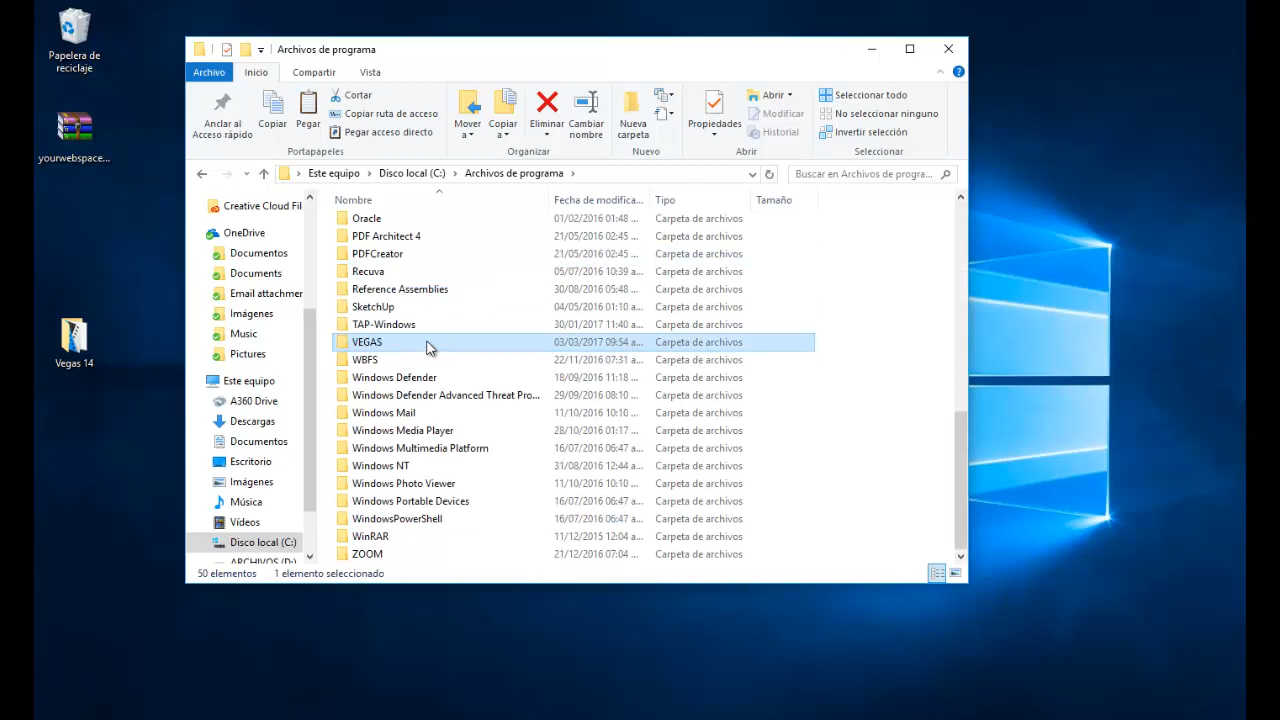 Papelera de
reciclaje
yourwebspace...
Vegas 14
Archivos de programa
Archivo Inicio Compartir Vista
Anclar al
Acceso rápido
Copiar
Pegar
Cortar
Copiar ruta de acceso
Pegar acceso directo
Portapapeles
Mover
a
Copiar
a
Eliminar
Cambiar
nombre
Organizar
Nueva
carpeta
Nuevo
Propiedades
Abrir
Modificar
Historial
Abrir
Seleccionar todo
No seleccionar ninguno
Invertir selección
Seleccionar
Este equipo > Disco local (C:) > Archivos de programa >
Buscar en Archivos de progra...
Creative Cloud Fil
OneDrive
Documentos
Documents
Email attachmer
Imágenes
Music
Pictures
Este equipo
A360 Drive
Descargas
Documentos
Escritorio
Imágenes
Música
Vídeos
Disco local (C:)
ARCHIVOS (D:)
Nombre Fecha de modifica... Tipo Tamaño
Oracle 01/02/2016 01:48 ... Carpeta de archivos
PDF Architect 4 21/05/2016 02:45 ... Carpeta de archivos
PDFCreator 21/05/2016 02:45 ... Carpeta de archivos
Recuva 05/07/2016 10:39 a... Carpeta de archivos
Reference Assemblies 30/08/2016 05:48 ... Carpeta de archivos
SketchUp 04/05/2016 01:10 a... Carpeta de archivos
TAP-Windows 30/01/2017 11:40 a... Carpeta de archivos
VEGAS 03/03/2017 09:54 a... Carpeta de archivos
WBFS 22/11/2016 07:31 a... Carpeta de archivos
Windows Defender 18/09/2016 11:18 ... Carpeta de archivos
Windows Defender Advanced Threat Pro... 29/09/2016 08:10 ... Carpeta de archivos
Windows Mail 11/10/2016 10:10 ... Carpeta de archivos
Windows Media Player 28/10/2016 01:17 ... Carpeta de archivos
Windows Multimedia Platform 16/07/2016 06:47 a... Carpeta de archivos
Windows NT 31/08/2016 12:44 a... Carpeta de archivos
Windows Photo Viewer 11/10/2016 10:10 ... Carpeta de archivos
Windows Portable Devices 16/07/2016 06:47 a... Carpeta de archivos
WindowsPowerShell 16/07/2016 06:47 a... Carpeta de archivos
WinRAR 11/12/2015 12:04 a... Carpeta de archivos
ZOOM 21/12/2016 07:04 ... Carpeta de archivos
50 elementos 1 elemento seleccionado